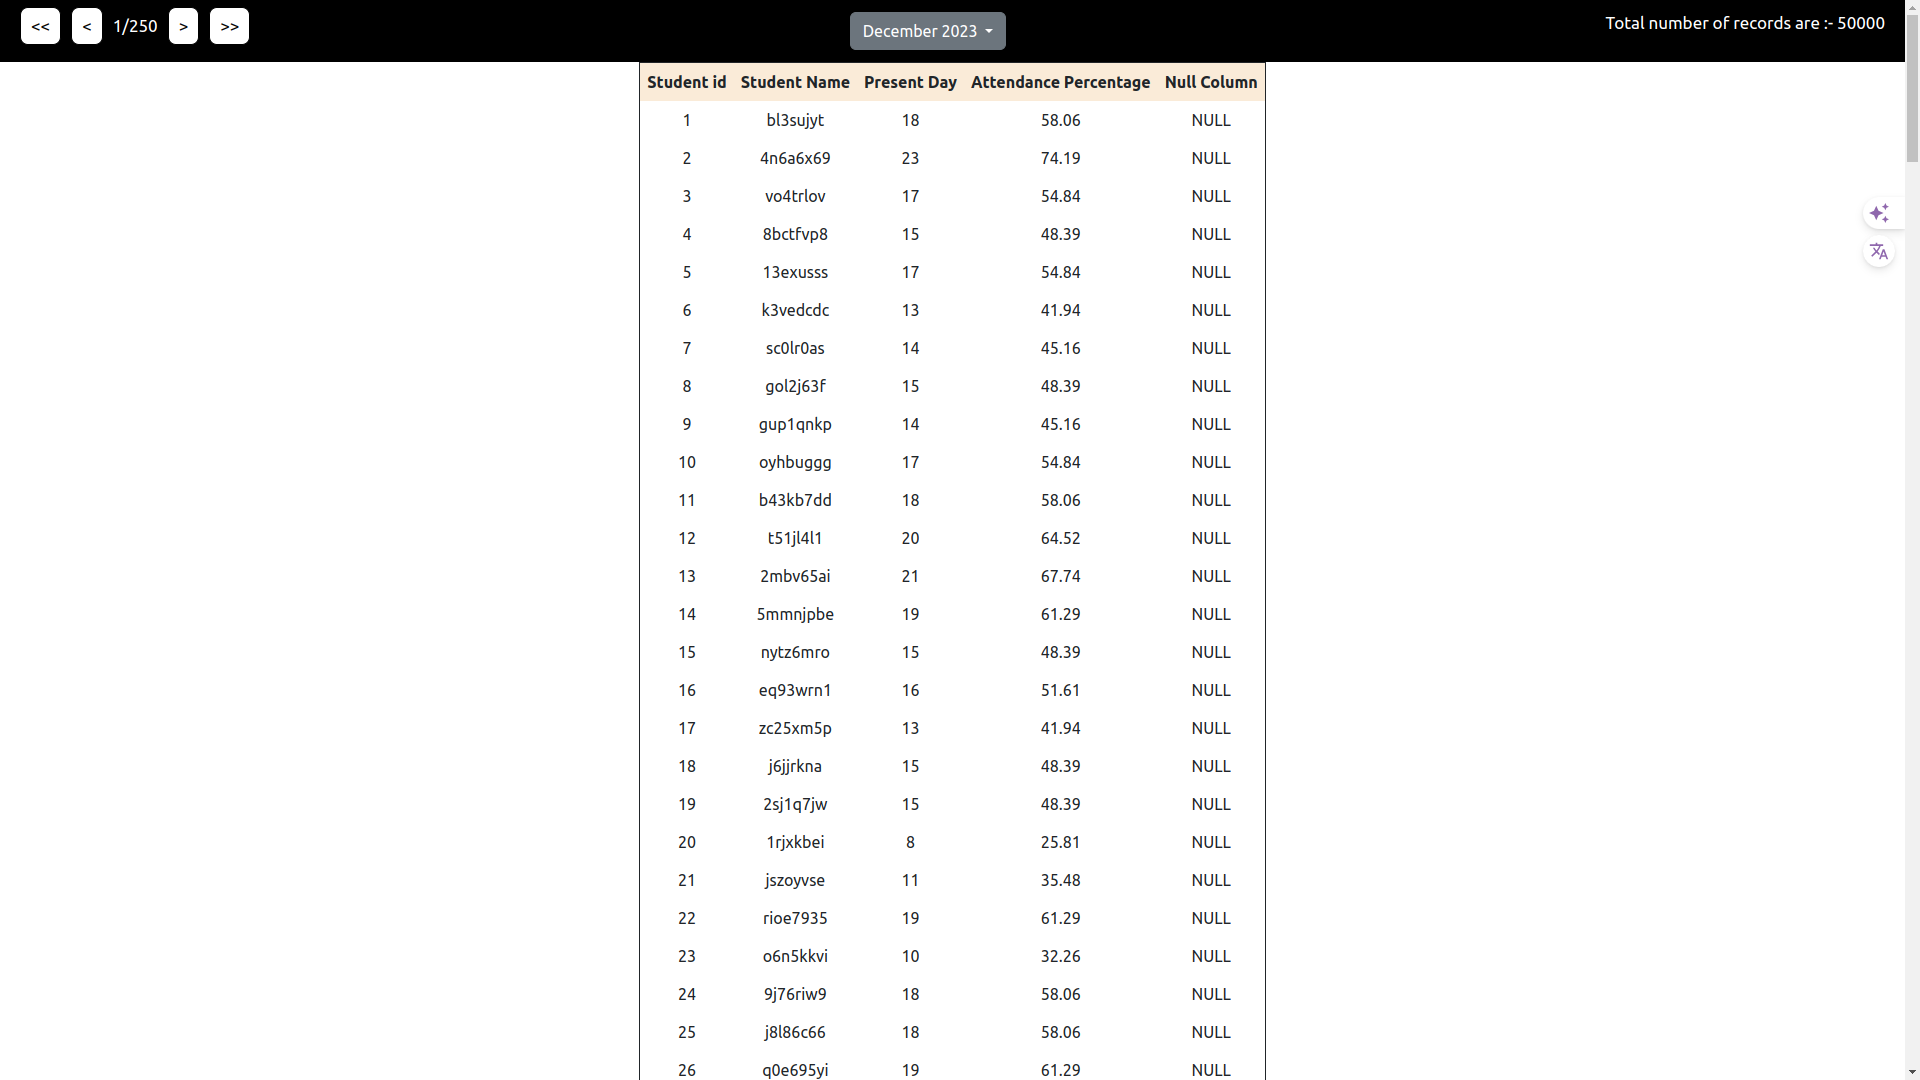 << < 1/250 > >> December 2023 Total number of records are :- 50000
Student id Student Name Present Day Attendance Percentage Null Column
1 bl3sujyt 18 58.06 NULL
2 4n6a6x69 23 74.19 NULL
3 vo4trlov 17 54.84 NULL
4 8bctfvp8 15 48.39 NULL
5 13exusss 17 54.84 NULL
6 k3vedcdc 13 41.94 NULL
7 sc0lr0as 14 45.16 NULL
8 gol2j63f 15 48.39 NULL
9 gup1qnkp 14 45.16 NULL
10 oyhbuggg 17 54.84 NULL
11 b43kb7dd 18 58.06 NULL
12 t51jl4l1 20 64.52 NULL
13 2mbv65ai 21 67.74 NULL
14 5mmnjpbe 19 61.29 NULL
15 nytz6mro 15 48.39 NULL
16 eq93wrn1 16 51.61 NULL
17 zc25xm5p 13 41.94 NULL
18 j6jjrkna 15 48.39 NULL
19 2sj1q7jw 15 48.39 NULL
20 1rjxkbei 8 25.81 NULL
21 jszoyvse 11 35.48 NULL
22 rioe7935 19 61.29 NULL
23 o6n5kkvi 10 32.26 NULL
24 9j76riw9 18 58.06 NULL
25 j8l86c66 18 58.06 NULL
26 q0e695yi 19 61.29 NULL